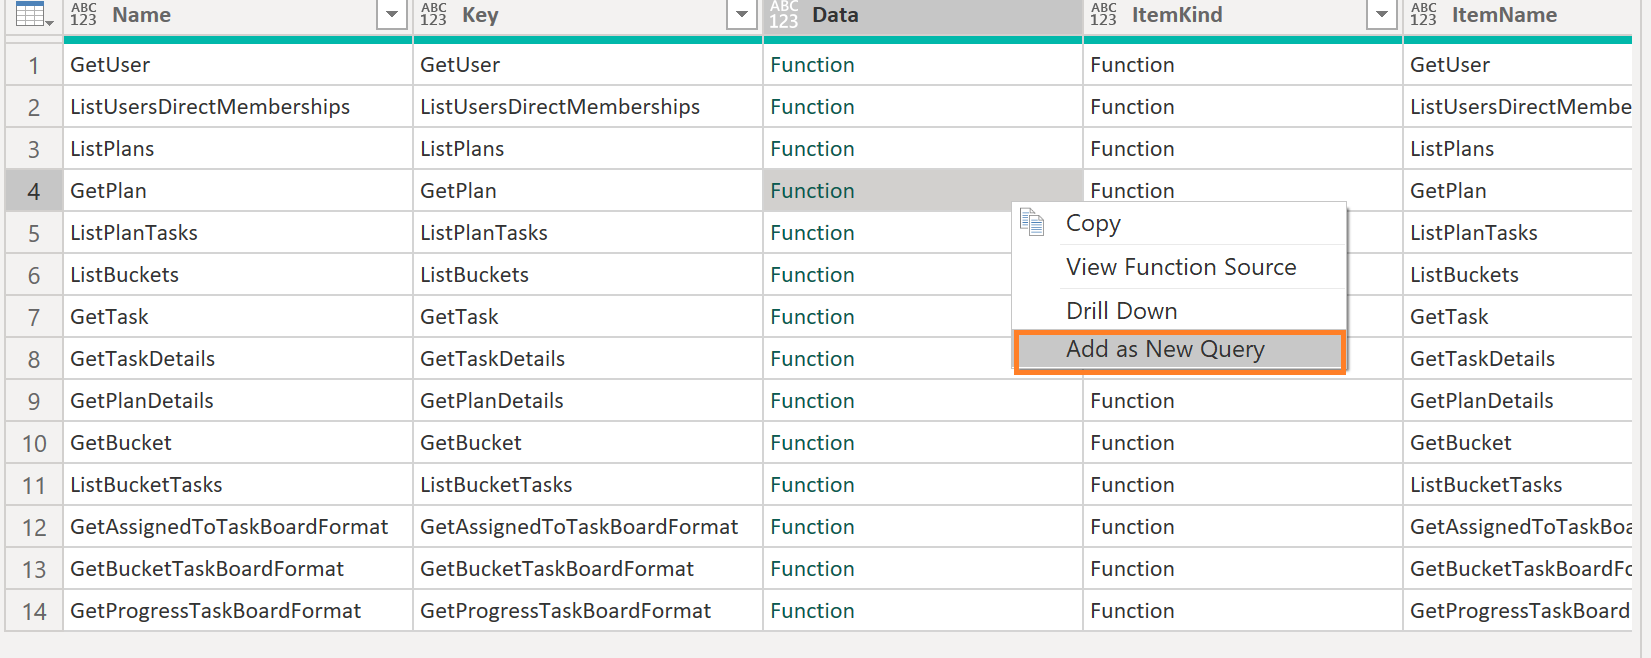 ABC 123 Name ABC 123 Key ABC 123 Data ABC 123 ItemKind ABC 123 ItemName
1 GetUser GetUser Function Function GetUser
2 ListUsersDirectMemberships ListUsersDirectMemberships Function Function ListUsersDirectMembe
3 ListPlans ListPlans Function Function ListPlans
4 GetPlan GetPlan Function Function GetPlan
5 ListPlanTasks ListPlanTasks Function ListPlanTasks
6 ListBuckets ListBuckets Function ListBuckets
7 GetTask GetTask Function GetTask
8 GetTaskDetails GetTaskDetails Function GetTaskDetails
9 GetPlanDetails GetPlanDetails Function Function GetPlanDetails
10 GetBucket GetBucket Function Function GetBucket
11 ListBucketTasks ListBucketTasks Function Function ListBucketTasks
12 GetAssignedToTaskBoardFormat GetAssignedToTaskBoardFormat Function Function GetAssignedToTaskBoa
13 GetBucketTaskBoardFormat GetBucketTaskBoardFormat Function Function GetBucketTaskBoardFo
14 GetProgressTaskBoardFormat GetProgressTaskBoardFormat Function Function GetProgressTaskBoard
Copy
View Function Source
Drill Down
Add as New Query